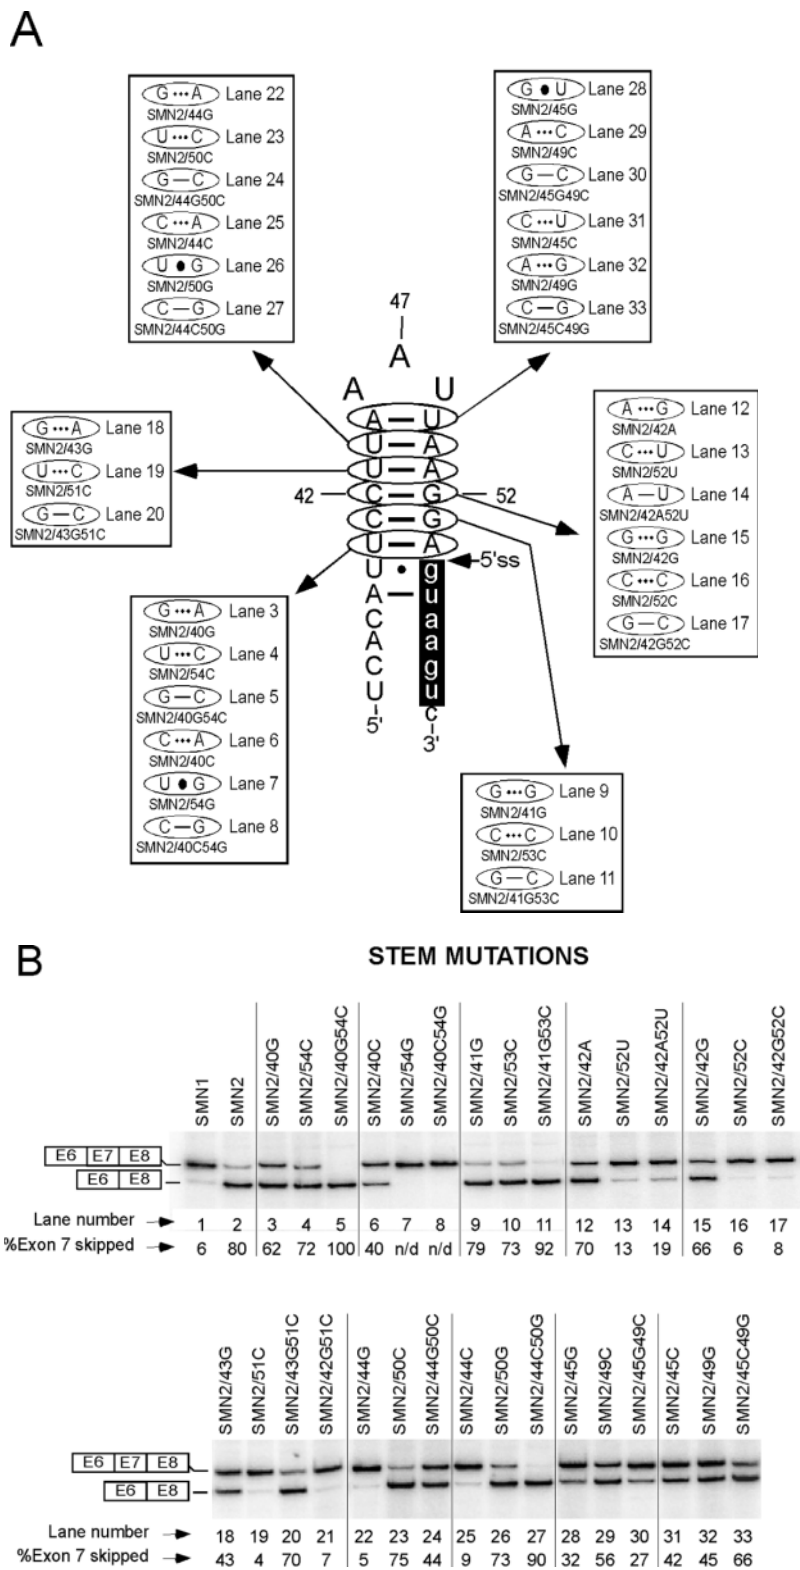 A
G ••• A Lane 22
SMN2/44G
U ••• C Lane 23
SMN2/50C
G — C Lane 24
SMN2/44G50C
C ••• A Lane 25
SMN2/44C
U ● G Lane 26
SMN2/50G
C — G Lane 27
SMN2/44C50G
G ● U Lane 28
SMN2/45G
A ••• C Lane 29
SMN2/49C
G — C Lane 30
SMN2/45G49C
C ••• U Lane 31
SMN2/45C
A ••• G Lane 32
SMN2/49G
C — G Lane 33
SMN2/45C49G
47
A
A U
A — U
U — A
U — A
42 C — G 52
C — G
U — A
U • g 5'ss
A — u
C a
A a
C g
U u
5' c
3'
G ••• A Lane 18
SMN2/43G
U ••• C Lane 19
SMN2/51C
G — C Lane 20
SMN2/43G51C
A ••• G Lane 12
SMN2/42A
C ••• U Lane 13
SMN2/52U
A — U Lane 14
SMN2/42A52U
G ••• G Lane 15
SMN2/42G
C ••• C Lane 16
SMN2/52C
G — C Lane 17
SMN2/42G52C
G ••• A Lane 3
SMN2/40G
U ••• C Lane 4
SMN2/54C
G — C Lane 5
SMN2/40G54C
C ••• A Lane 6
SMN2/40C
U ● G Lane 7
SMN2/54G
C — G Lane 8
SMN2/40C54G
G ••• G Lane 9
SMN2/41G
C ••• C Lane 10
SMN2/53C
G — C Lane 11
SMN2/41G53C
B
STEM MUTATIONS
SMN1 SMN2 SMN2/40G SMN2/54C SMN2/40G54C SMN2/40C SMN2/54G SMN2/40C54G SMN2/41G SMN2/53C SMN2/41G53C SMN2/42A SMN2/52U SMN2/42A52U SMN2/42G SMN2/52C SMN2/42G52C
E6 E7 E8
E6 E8
Lane number 1 2 3 4 5 6 7 8 9 10 11 12 13 14 15 16 17
%Exon 7 skipped 6 80 62 72 100 40 n/d n/d 79 73 92 70 13 19 66 6 8
SMN2/43G SMN2/51C SMN2/43G51C SMN2/42G51C SMN2/44G SMN2/50C SMN2/44G50C SMN2/44C SMN2/50G SMN2/44C50G SMN2/45G SMN2/49C SMN2/45G49C SMN2/45C SMN2/49G SMN2/45C49G
E6 E7 E8
E6 E8
Lane number 18 19 20 21 22 23 24 25 26 27 28 29 30 31 32 33
%Exon 7 skipped 43 4 70 7 5 75 44 9 73 90 32 56 27 42 45 66